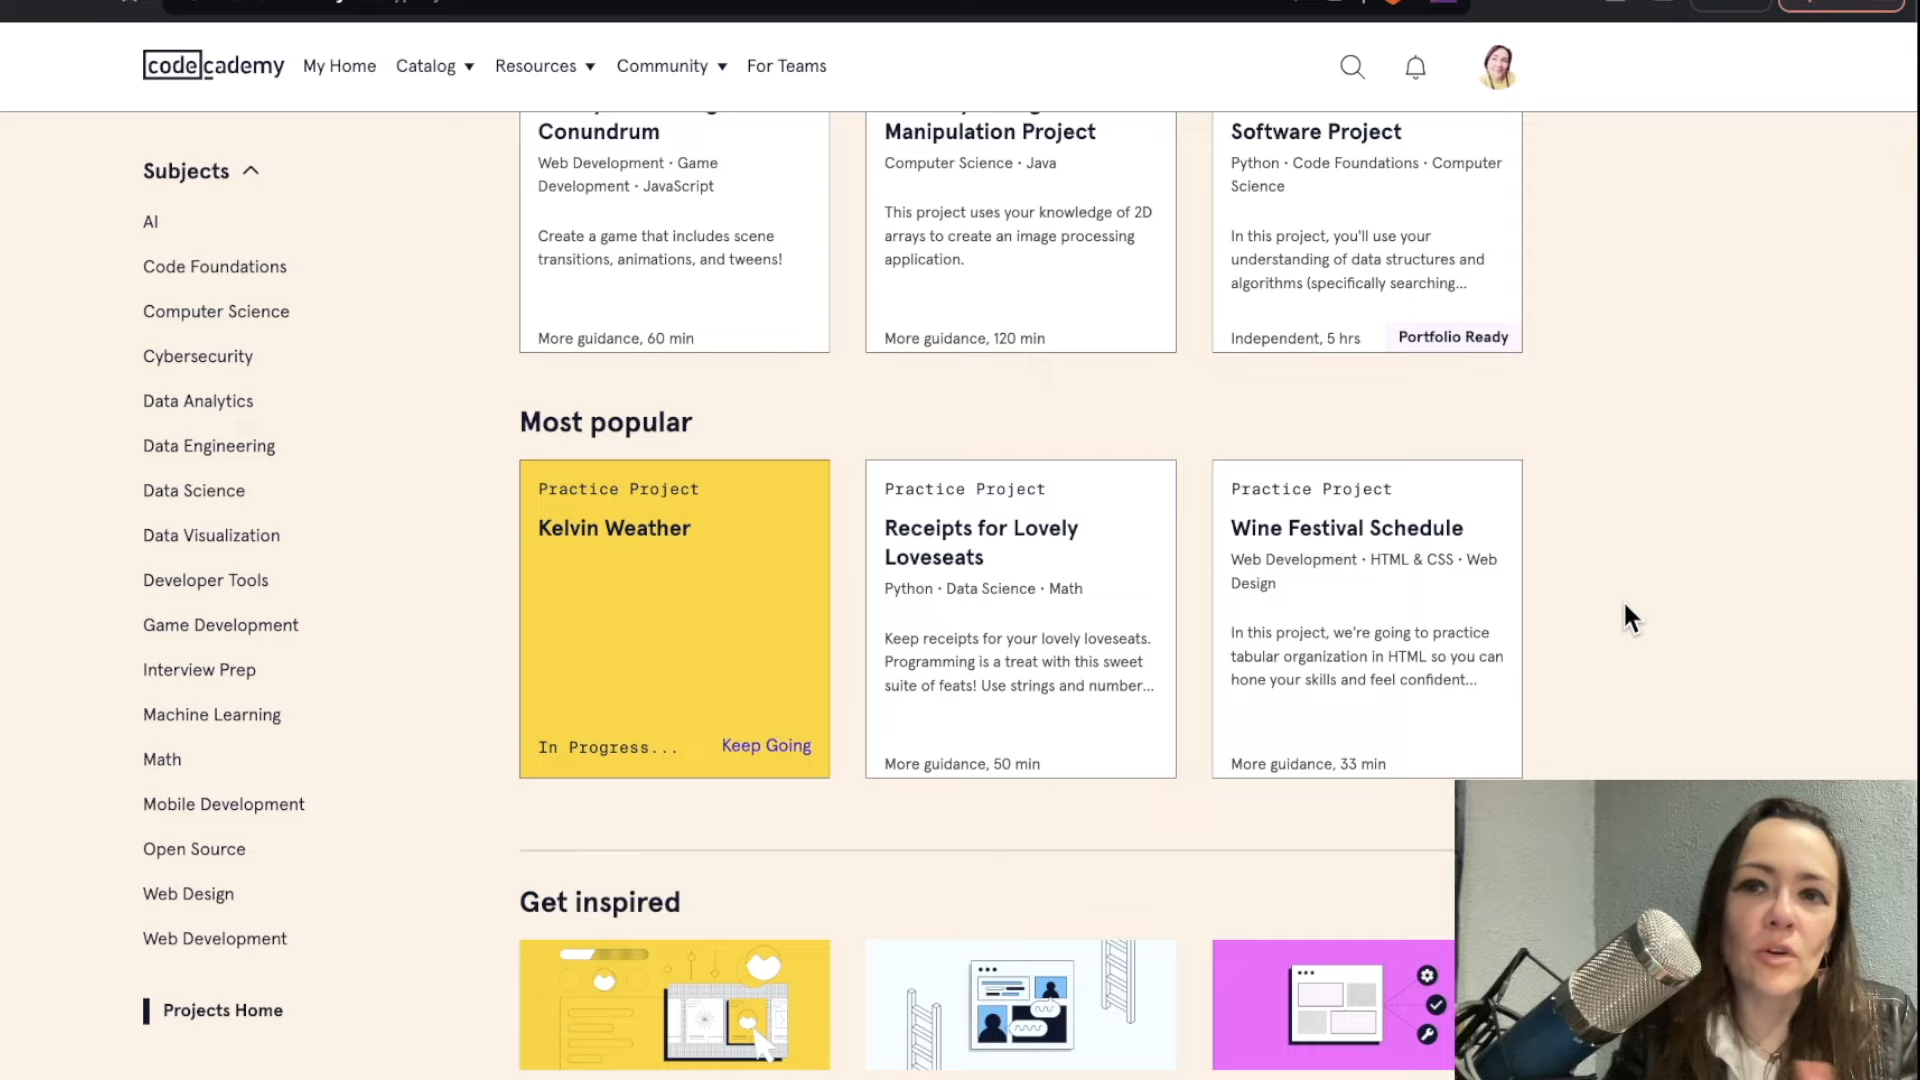 codecademy My Home Catalog Resources Community For Teams
Subjects
AI
Code Foundations
Computer Science
Cybersecurity
Data Analytics
Data Engineering
Data Science
Data Visualization
Developer Tools
Game Development
Interview Prep
Machine Learning
Math
Mobile Development
Open Source
Web Design
Web Development
Projects Home
Conundrum
Web Development · Game
Development · JavaScript
Create a game that includes scene
transitions, animations, and tweens!
More guidance, 60 min
Manipulation Project
Computer Science · Java
This project uses your knowledge of 2D
arrays to create an image processing
application.
More guidance, 120 min
Software Project
Python · Code Foundations · Computer
Science
In this project, you'll use your
understanding of data structures and
algorithms (specifically searching...
Independent, 5 hrs
Portfolio Ready
Most popular
Practice Project
Kelvin Weather
In Progress...
Keep Going
Practice Project
Receipts for Lovely
Loveseats
Python · Data Science · Math
Keep receipts for your lovely loveseats.
Programming is a treat with this sweet
suite of feats! Use strings and number...
More guidance, 50 min
Practice Project
Wine Festival Schedule
Web Development · HTML & CSS · Web
Design
In this project, we're going to practice
tabular organization in HTML so you can
hone your skills and feel confident...
More guidance, 33 min
Get inspired